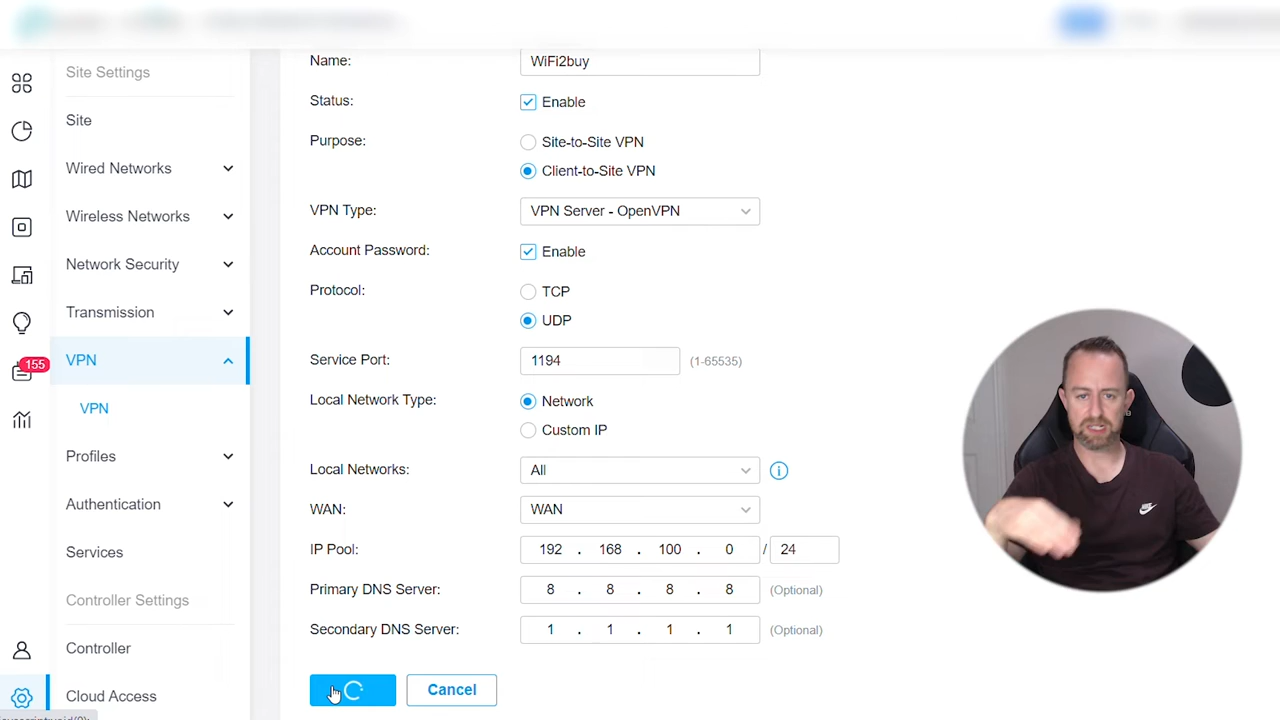 Name: WiFi2buy
Site Settings
Status: Enable
Site
Purpose: Site-to-Site VPN
Wired Networks
Client-to-Site VPN
VPN Type: VPN Server - OpenVPN
Wireless Networks
Account Password: Enable
Network Security
Protocol: TCP
Transmission
UDP
155
VPN
Service Port: 1194 (1-65535)
Local Network Type: Network
VPN
Custom IP
Profiles
Local Networks: All
Authentication
WAN: WAN
IP Pool: 192 . 168 . 100 . 0 / 24
Services
Primary DNS Server: 8 . 8 . 8 . 8 (Optional)
Controller Settings
Secondary DNS Server: 1 . 1 . 1 . 1 (Optional)
Controller
Cancel
Cloud Access